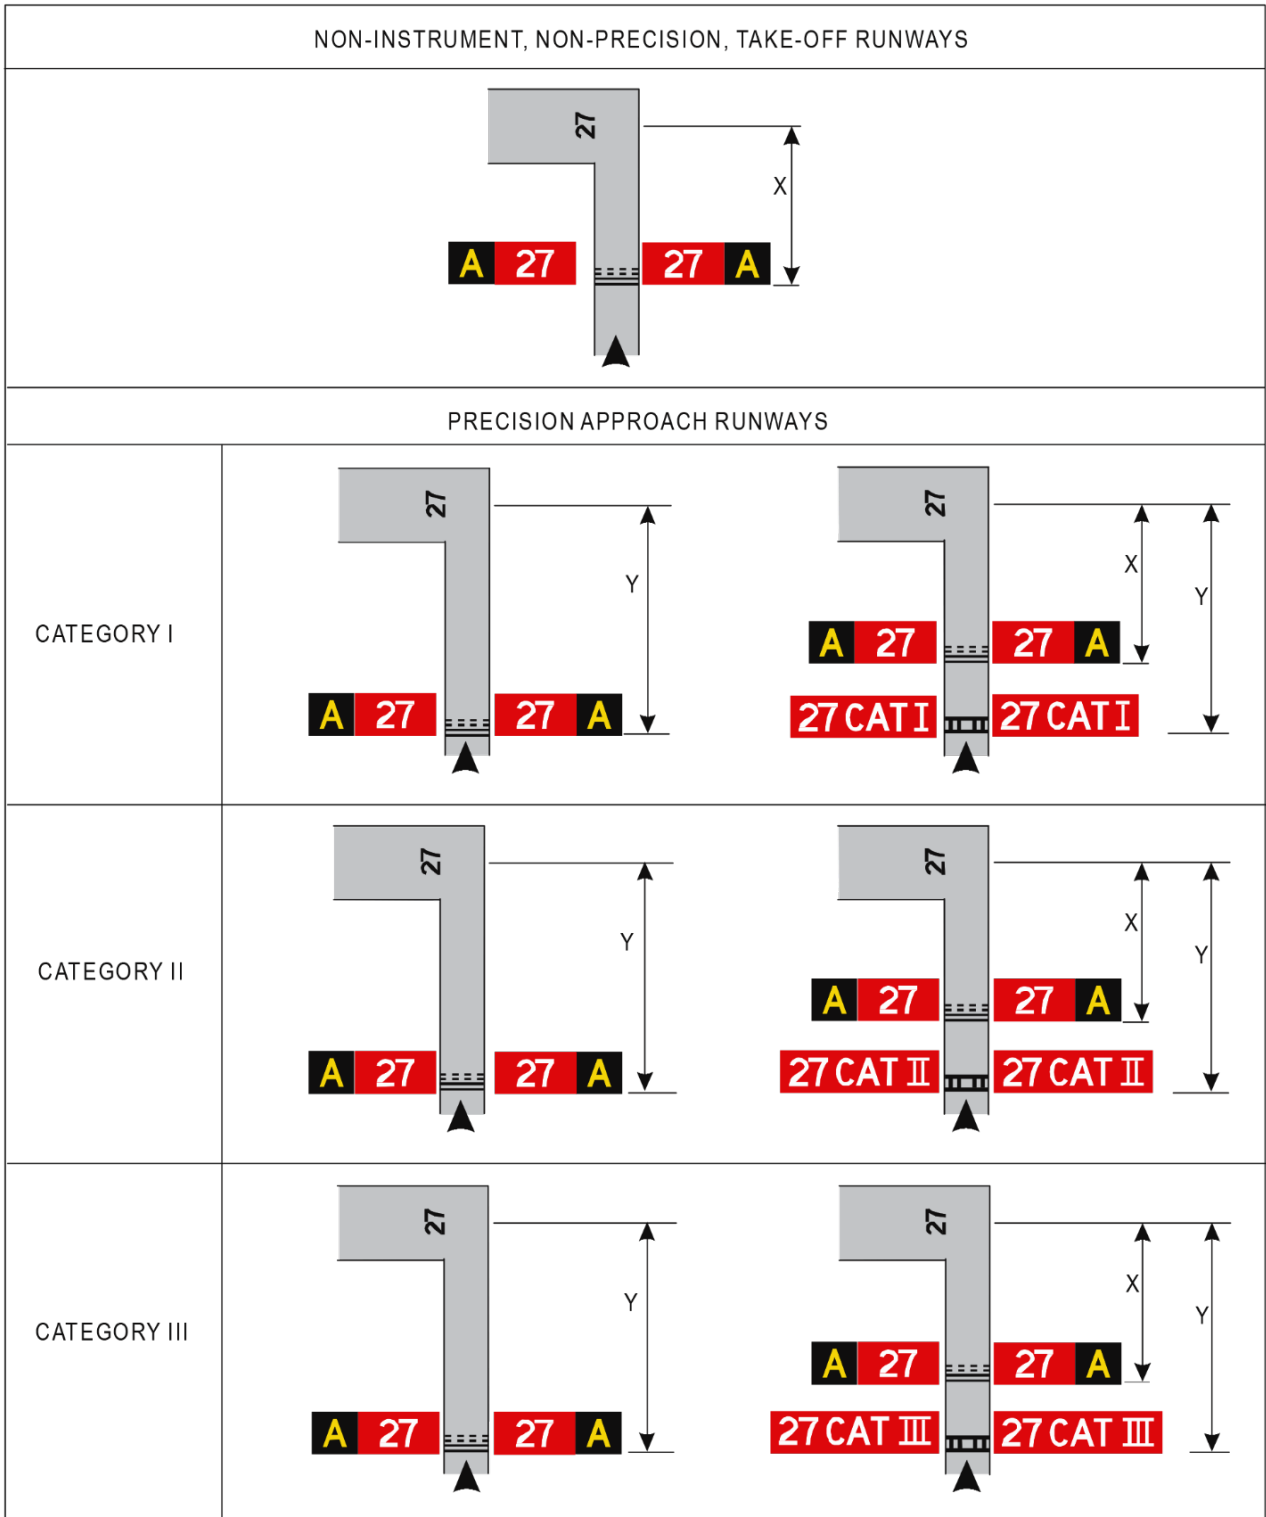 NON-INSTRUMENT, NON-PRECISION, TAKE-OFF RUNWAYS
27
X
A 27 27 A
PRECISION APPROACH RUNWAYS
CATEGORY I
27
Y
A 27 27 A
27
X
Y
A 27 27 A
27 CAT I 27 CAT I
CATEGORY II
27
Y
A 27 27 A
27
X
Y
A 27 27 A
27 CAT II 27 CAT II
CATEGORY III
27
Y
A 27 27 A
27
X
Y
A 27 27 A
27 CAT III 27 CAT III